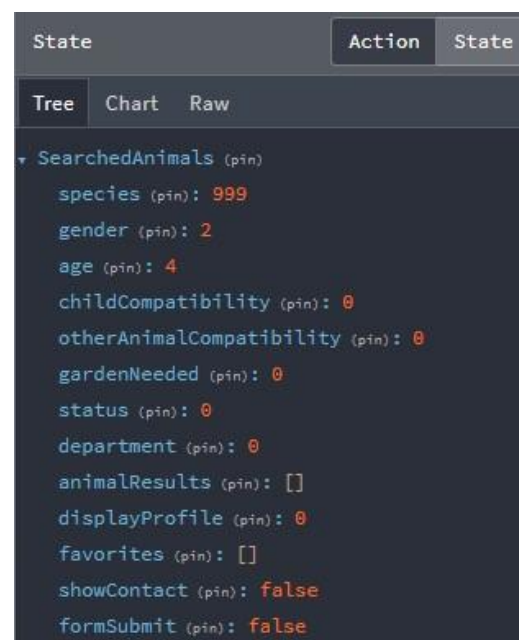 State Action State
Tree Chart Raw
▾ SearchedAnimals (pin)
species (pin): 999
gender (pin): 2
age (pin): 4
childCompatibility (pin): 0
otherAnimalCompatibility (pin): 0
gardenNeeded (pin): 0
status (pin): 0
department (pin): 0
animalResults (pin): []
displayProfile (pin): 0
favorites (pin): []
showContact (pin): false
formSubmit (pin): false